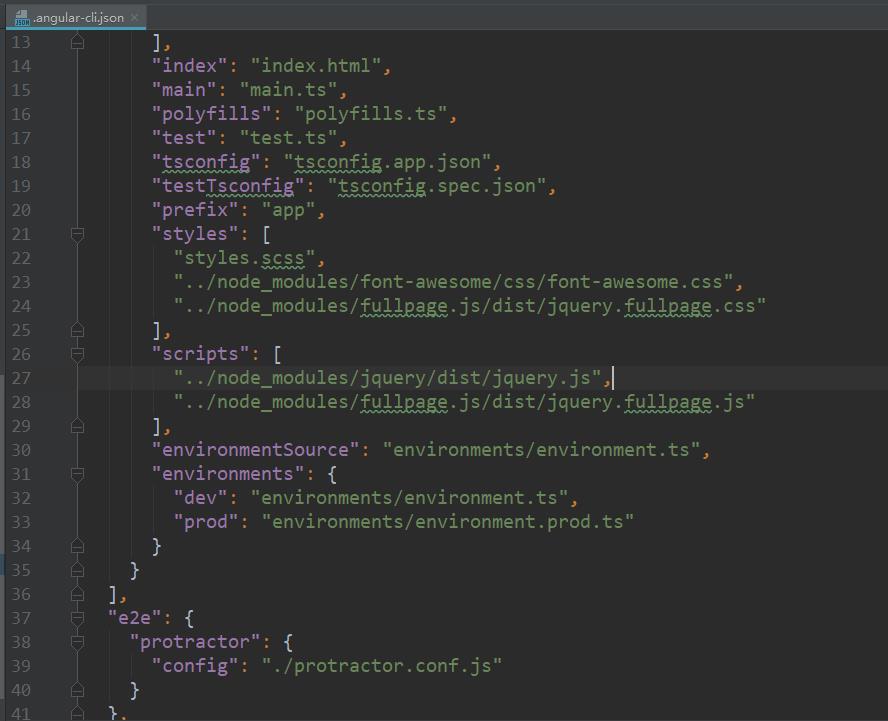 .angular-cli.json
13 ],
14 "index": "index.html",
15 "main": "main.ts",
16 "polyfills": "polyfills.ts",
17 "test": "test.ts",
18 "tsconfig": "tsconfig.app.json",
19 "testTsconfig": "tsconfig.spec.json",
20 "prefix": "app",
21 "styles": [
22 "styles.scss",
23 "../node_modules/font-awesome/css/font-awesome.css",
24 "../node_modules/fullpage.js/dist/jquery.fullpage.css"
25 ],
26 "scripts": [
27 "../node_modules/jquery/dist/jquery.js",
28 "../node_modules/fullpage.js/dist/jquery.fullpage.js"
29 ],
30 "environmentSource": "environments/environment.ts",
31 "environments": {
32 "dev": "environments/environment.ts",
33 "prod": "environments/environment.prod.ts"
34 }
35 }
36 ],
37 "e2e": {
38 "protractor": {
39 "config": "./protractor.conf.js"
40 }
41 },